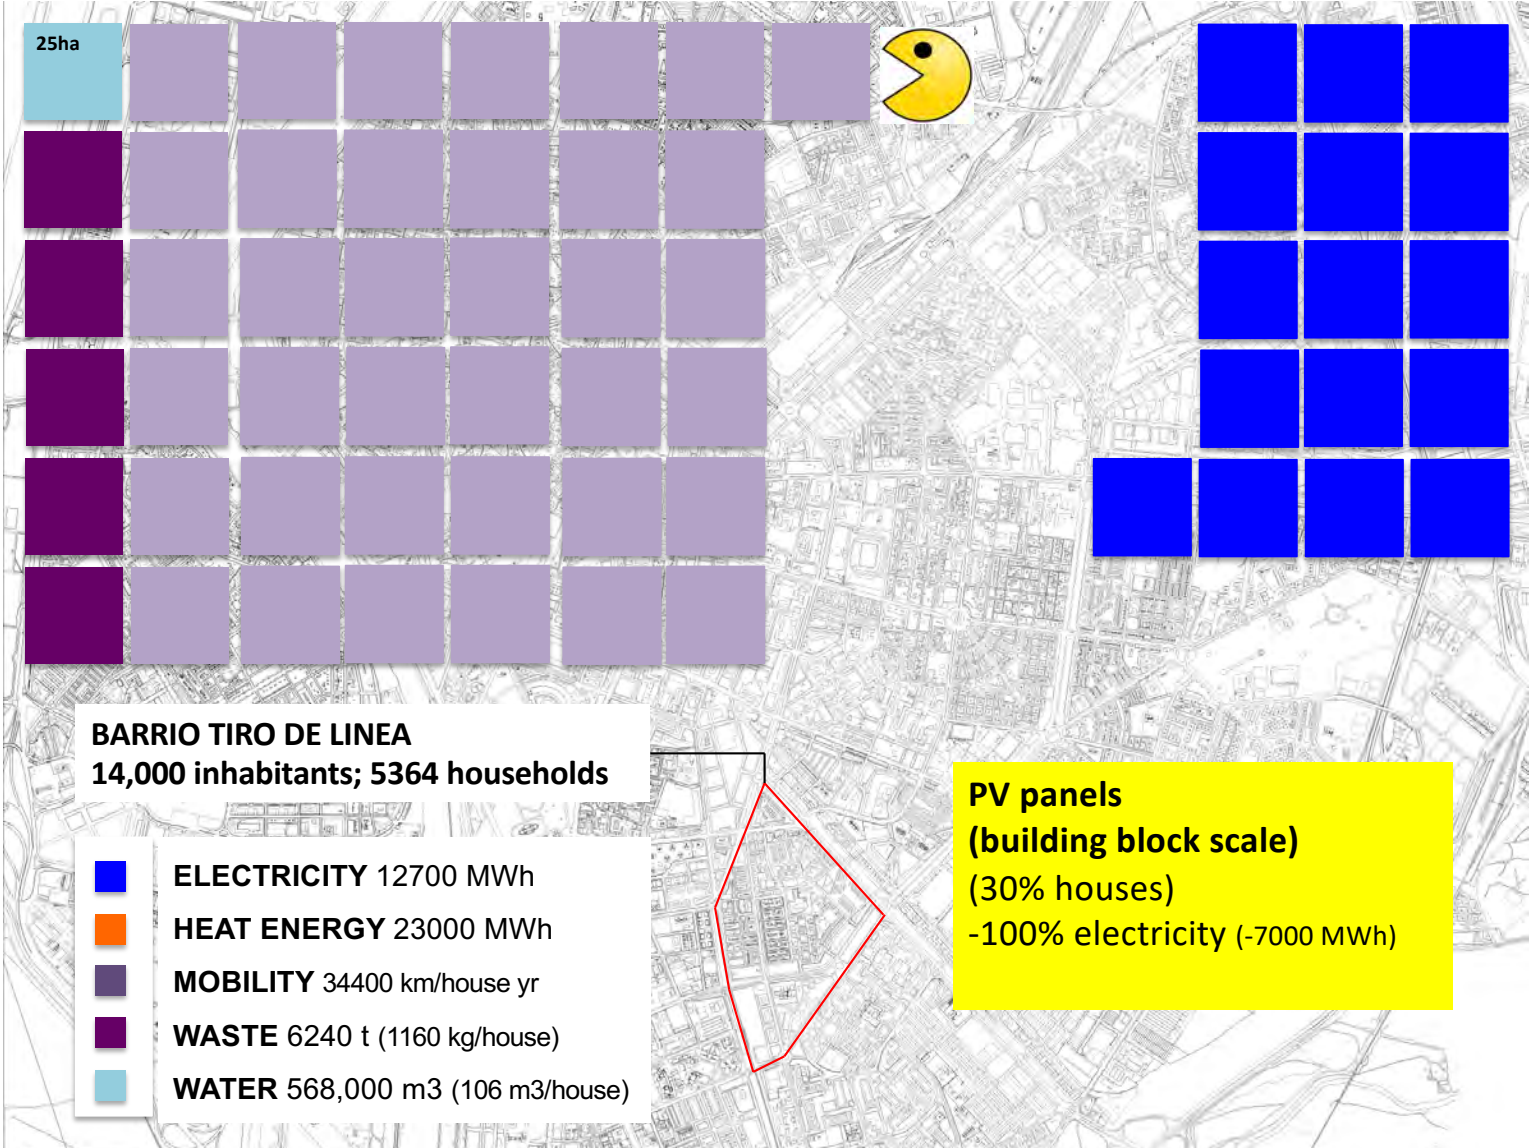 25ha
BARRIO TIRO DE LINEA
14,000 inhabitants; 5364 households
ELECTRICITY 12700 MWh
HEAT ENERGY 23000 MWh
MOBILITY 34400 km/house yr
WASTE 6240 t (1160 kg/house)
WATER 568,000 m3 (106 m3/house)
PV panels
(building block scale)
(30% houses)
-100% electricity (-7000 MWh)